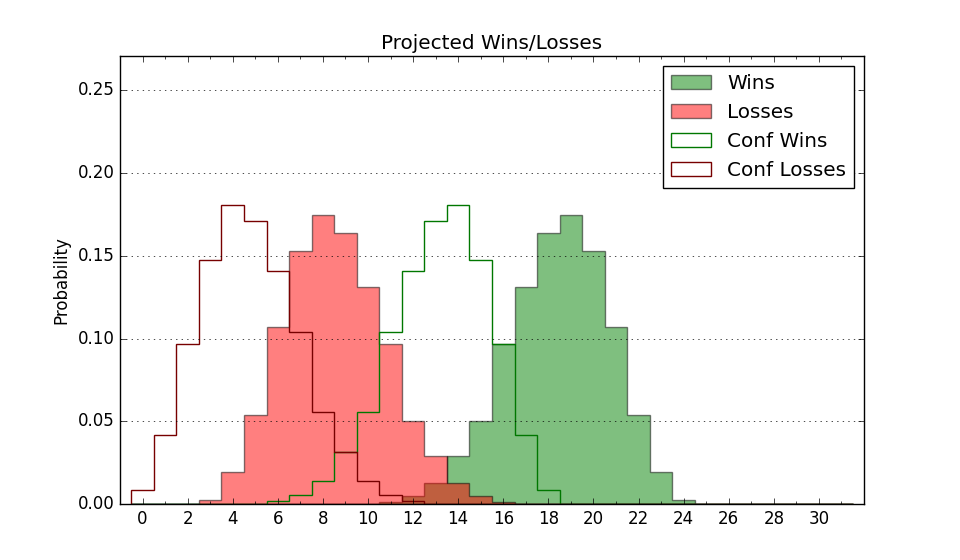 Projected Wins/Losses
Probability
0.25
0.20
0.15
0.10
0.05
0.00
0 2 4 6 8 10 12 14 16 18 20 22 24 26 28 30
Wins
Losses
Conf Wins
Conf Losses